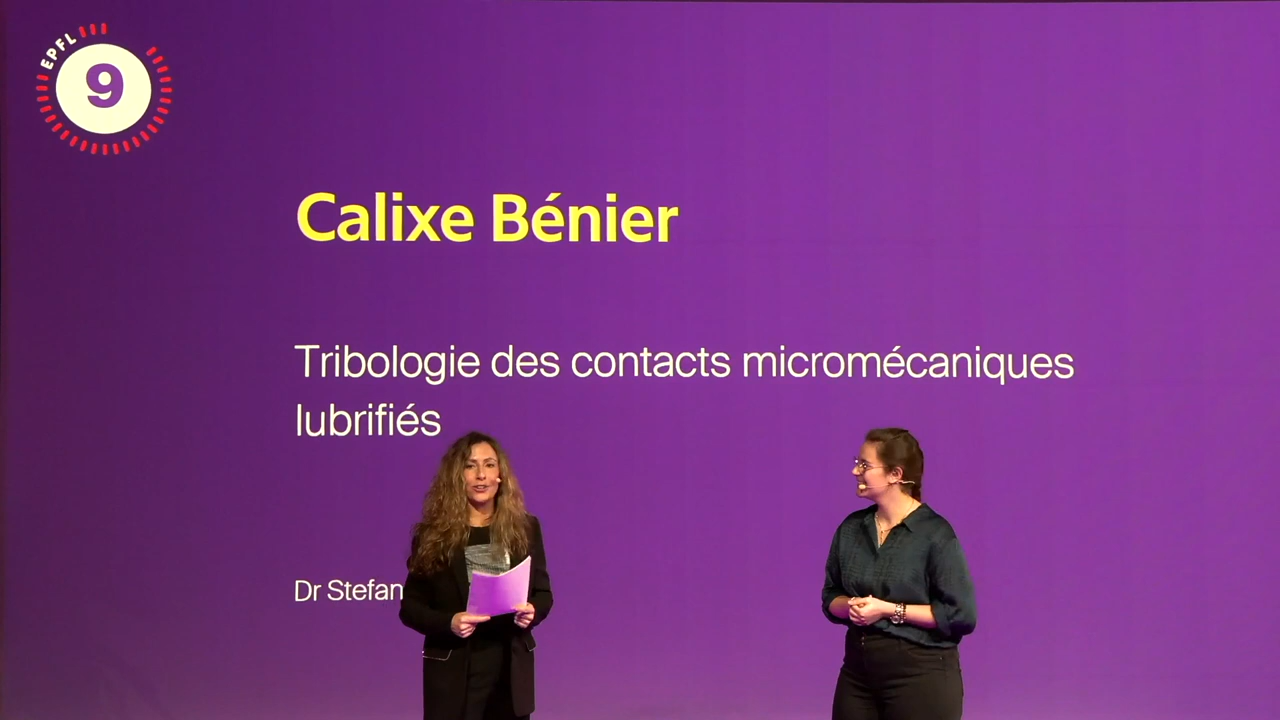 EPFL
9
Calixe Bénier
Tribologie des contacts micromécaniques
lubrifiés
Dr Stefan